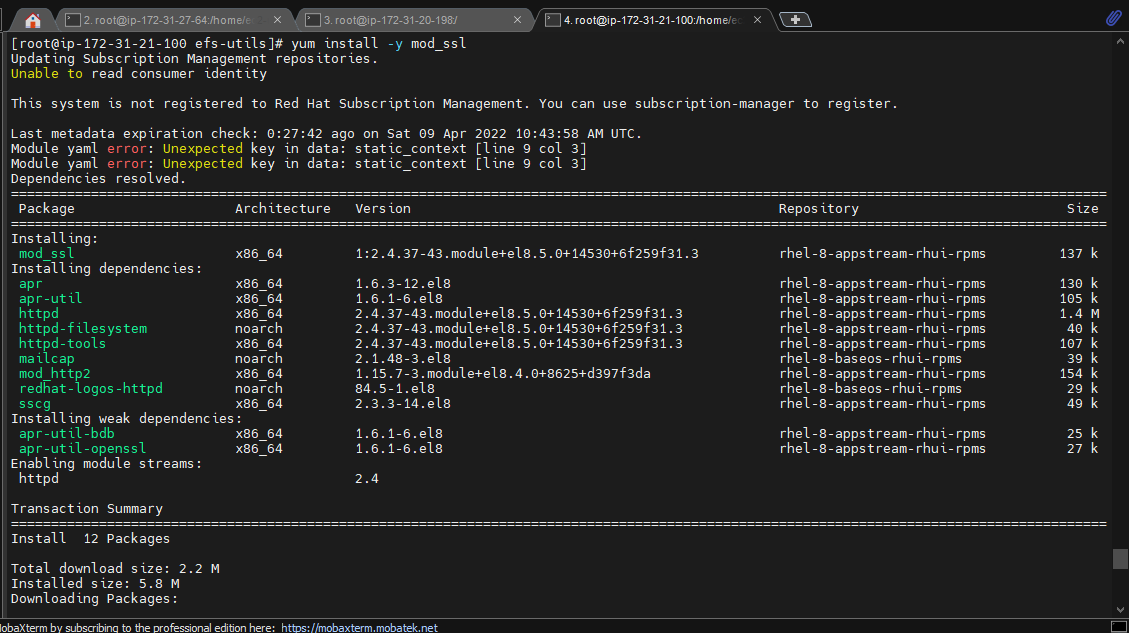 2. root@ip-172-31-27-64:/home/e
3. root@ip-172-31-20-198/
4. root@ip-172-31-21-100:/home/e
[root@ip-172-31-21-100 efs-utils]# yum install -y mod_ssl
Updating Subscription Management repositories.
Unable to read consumer identity
This system is not registered to Red Hat Subscription Management. You can use subscription-manager to register.
Last metadata expiration check: 0:27:42 ago on Sat 09 Apr 2022 10:43:58 AM UTC.
Module yaml error: Unexpected key in data: static_context [line 9 col 3]
Module yaml error: Unexpected key in data: static_context [line 9 col 3]
Dependencies resolved.
================================================================================
Package Architecture Version Repository Size
================================================================================
Installing:
mod_ssl x86_64 1:2.4.37-43.module+el8.5.0+14530+6f259f31.3 rhel-8-appstream-rhui-rpms 137 k
Installing dependencies:
apr x86_64 1.6.3-12.el8 rhel-8-appstream-rhui-rpms 130 k
apr-util x86_64 1.6.1-6.el8 rhel-8-appstream-rhui-rpms 105 k
httpd x86_64 2.4.37-43.module+el8.5.0+14530+6f259f31.3 rhel-8-appstream-rhui-rpms 1.4 M
httpd-filesystem noarch 2.4.37-43.module+el8.5.0+14530+6f259f31.3 rhel-8-appstream-rhui-rpms 40 k
httpd-tools x86_64 2.4.37-43.module+el8.5.0+14530+6f259f31.3 rhel-8-appstream-rhui-rpms 107 k
mailcap noarch 2.1.48-3.el8 rhel-8-baseos-rhui-rpms 39 k
mod_http2 x86_64 1.15.7-3.module+el8.4.0+8625+d397f3da rhel-8-appstream-rhui-rpms 154 k
redhat-logos-httpd noarch 84.5-1.el8 rhel-8-baseos-rhui-rpms 29 k
sscg x86_64 2.3.3-14.el8 rhel-8-appstream-rhui-rpms 49 k
Installing weak dependencies:
apr-util-bdb x86_64 1.6.1-6.el8 rhel-8-appstream-rhui-rpms 25 k
apr-util-openssl x86_64 1.6.1-6.el8 rhel-8-appstream-rhui-rpms 27 k
Enabling module streams:
httpd 2.4
Transaction Summary
================================================================================
Install 12 Packages
Total download size: 2.2 M
Installed size: 5.8 M
Downloading Packages:
MobaXterm by subscribing to the professional edition here: https://mobaxterm.mobatek.net